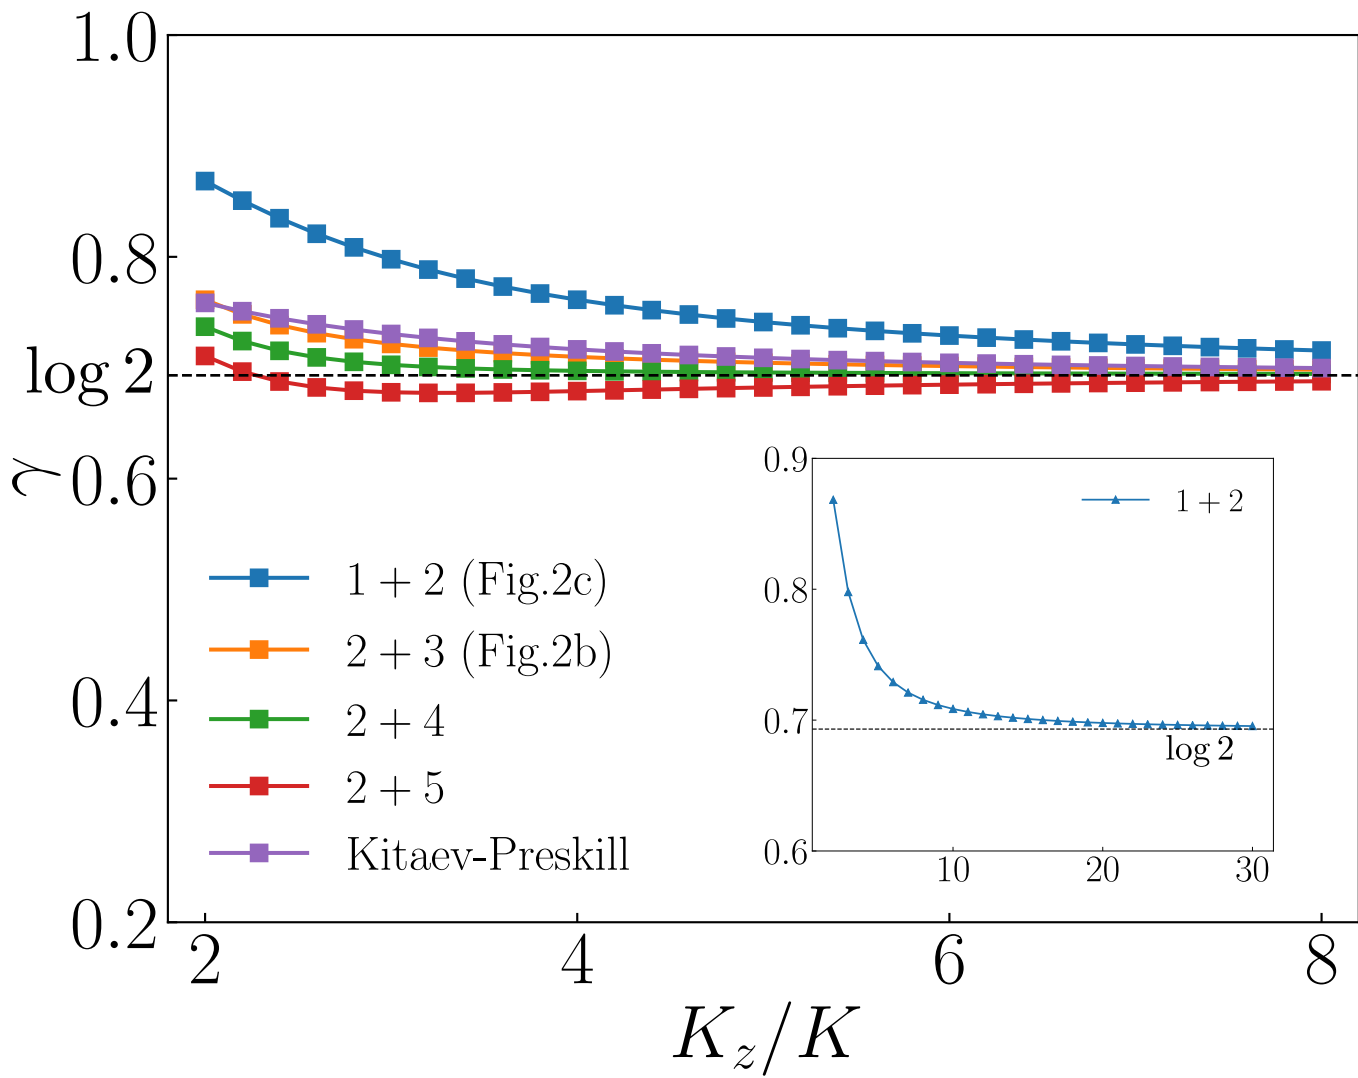 1.0
0.8
log 2
γ
0.6
0.4
0.2
1 + 2 (Fig.2c)
2 + 3 (Fig.2b)
2 + 4
2 + 5
Kitaev-Preskill
0.9
0.8
0.7
0.6
1 + 2
log 2
10 20 30
2 4 6 8
K_z/K